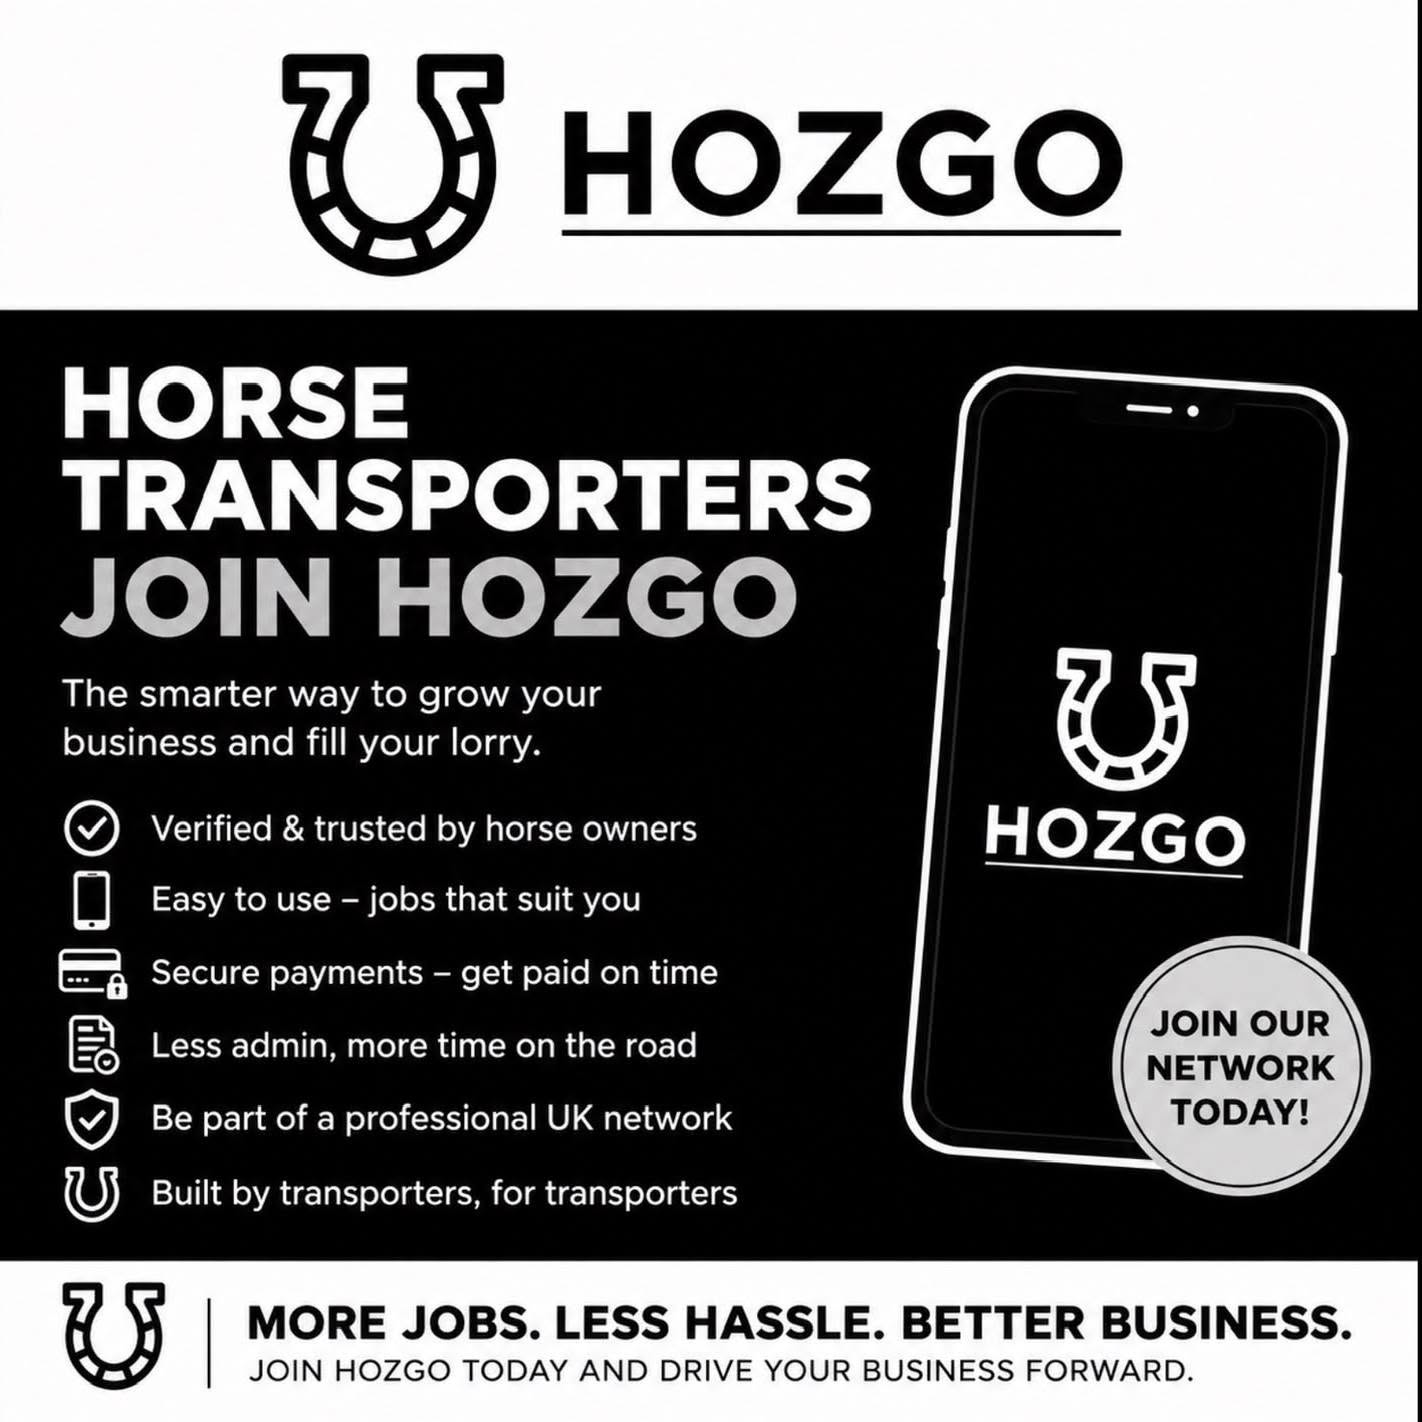 HOZGO
HORSE
TRANSPORTERS
JOIN HOZGO
The smarter way to grow your
business and fill your lorry.
Verified & trusted by horse owners
Easy to use – jobs that suit you
Secure payments – get paid on time
Less admin, more time on the road
Be part of a professional UK network
Built by transporters, for transporters
HOZGO
JOIN OUR
NETWORK
TODAY!
MORE JOBS. LESS HASSLE. BETTER BUSINESS.
JOIN HOZGO TODAY AND DRIVE YOUR BUSINESS FORWARD.